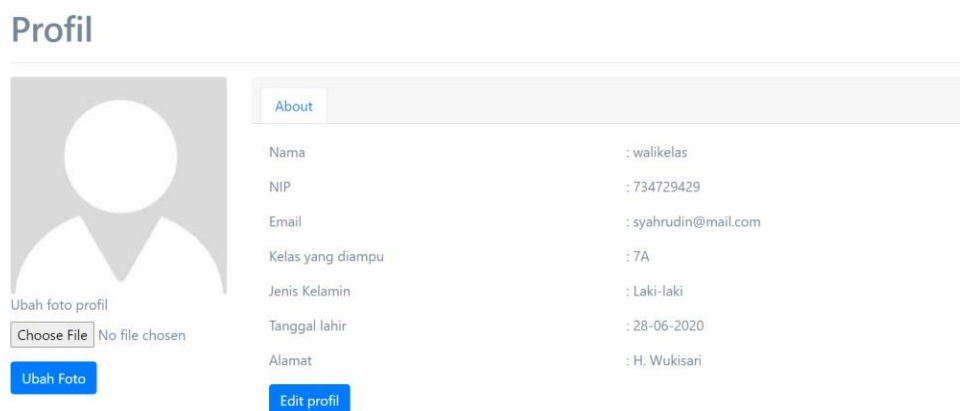 Profil
About
Nama : walikelas
NIP : 734729429
Email : syahrudin@mail.com
Kelas yang diampu : 7A
Jenis Kelamin : Laki-laki
Tanggal lahir : 28-06-2020
Alamat : H. Wukisari
Edit profil
Ubah foto profil
Choose File No file chosen
Ubah Foto